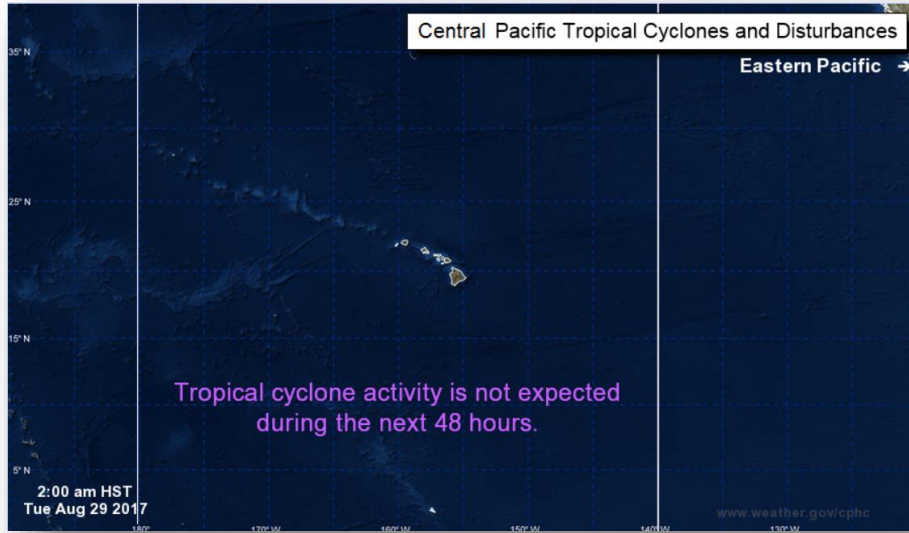 Central Pacific Tropical Cyclones and Disturbances
35° N
Eastern Pacific →
25° N
15° N
Tropical cyclone activity is not expected
during the next 48 hours.
5° N
2:00 am HST
Tue Aug 29 2017
www.weather.gov/cphc
180° 170° W 160° W 150° W 140° W 130° W